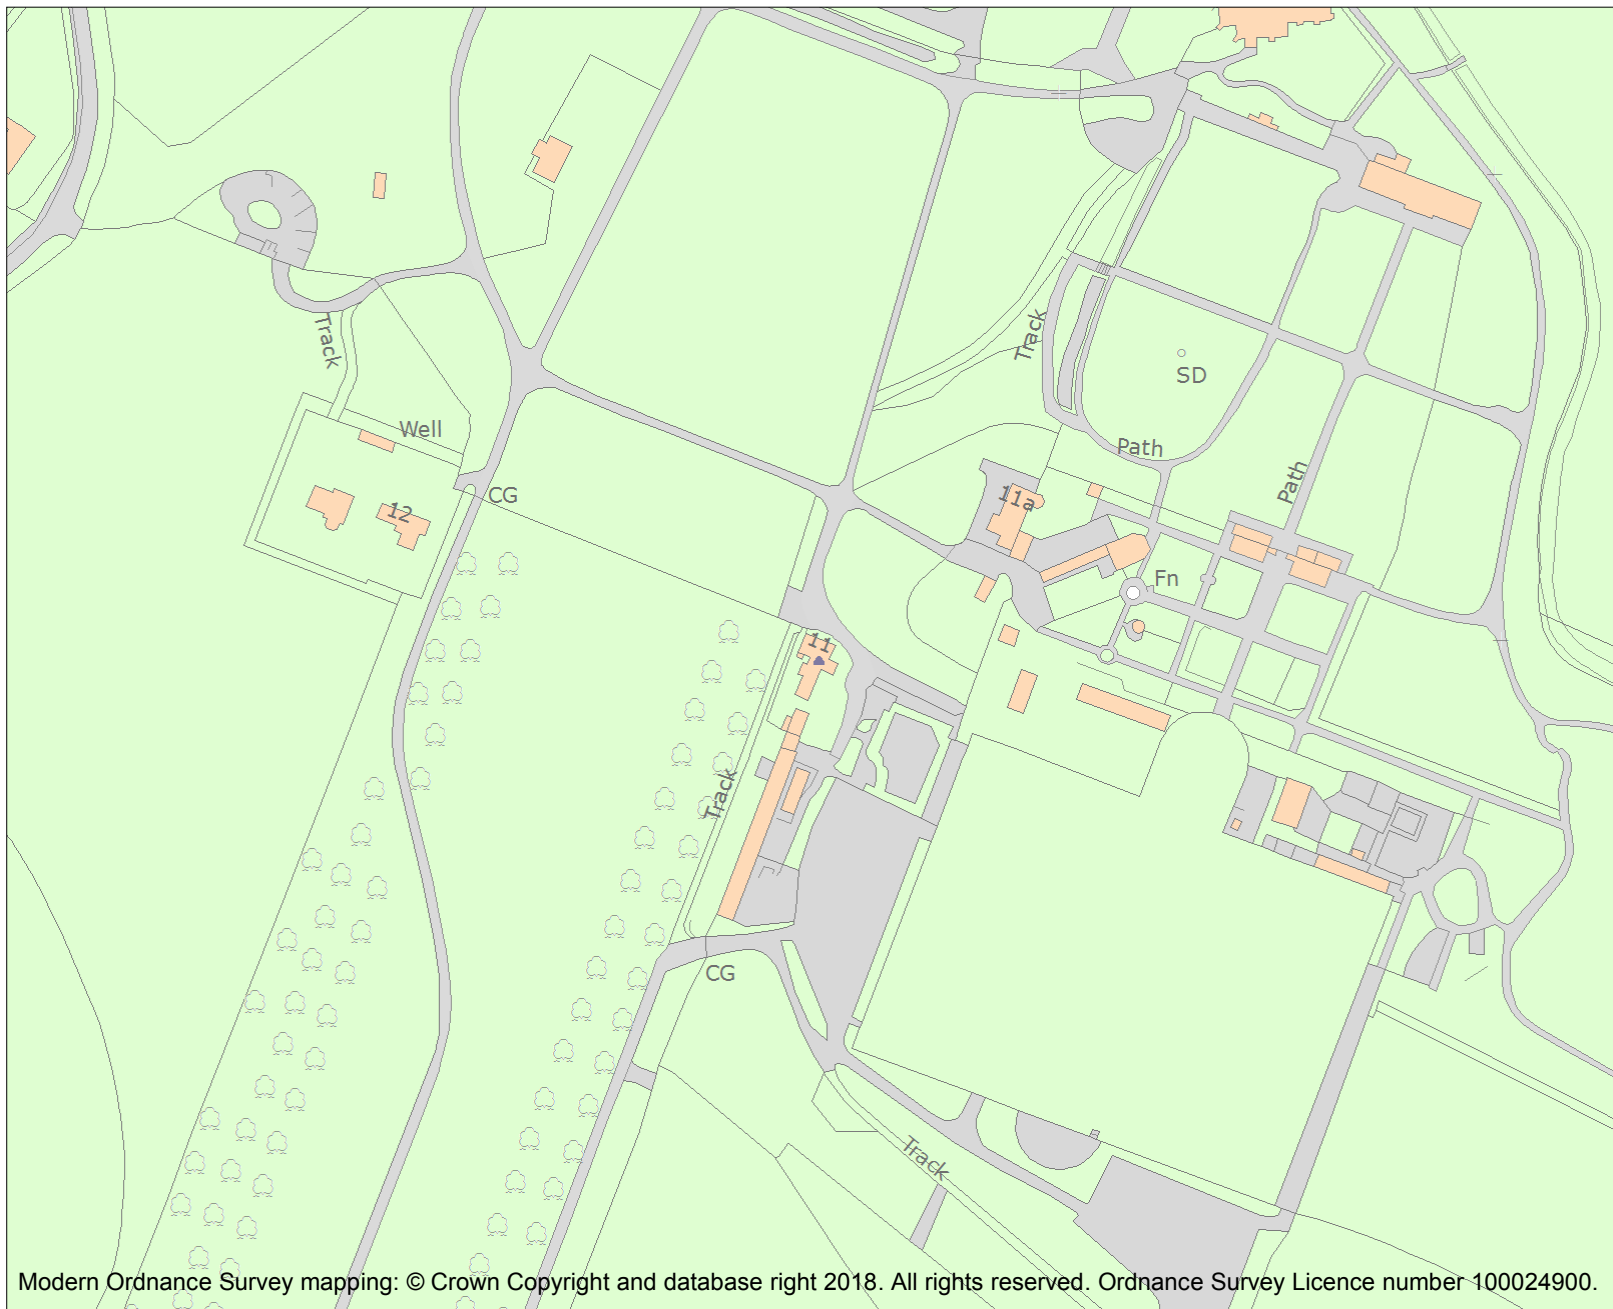 Track
Track
SD
Well
Path
Path
CG
11a
12
Fn
11
Track
CG
Track
Modern Ordnance Survey mapping: © Crown Copyright and database right 2018. All rights reserved. Ordnance Survey Licence number 100024900.